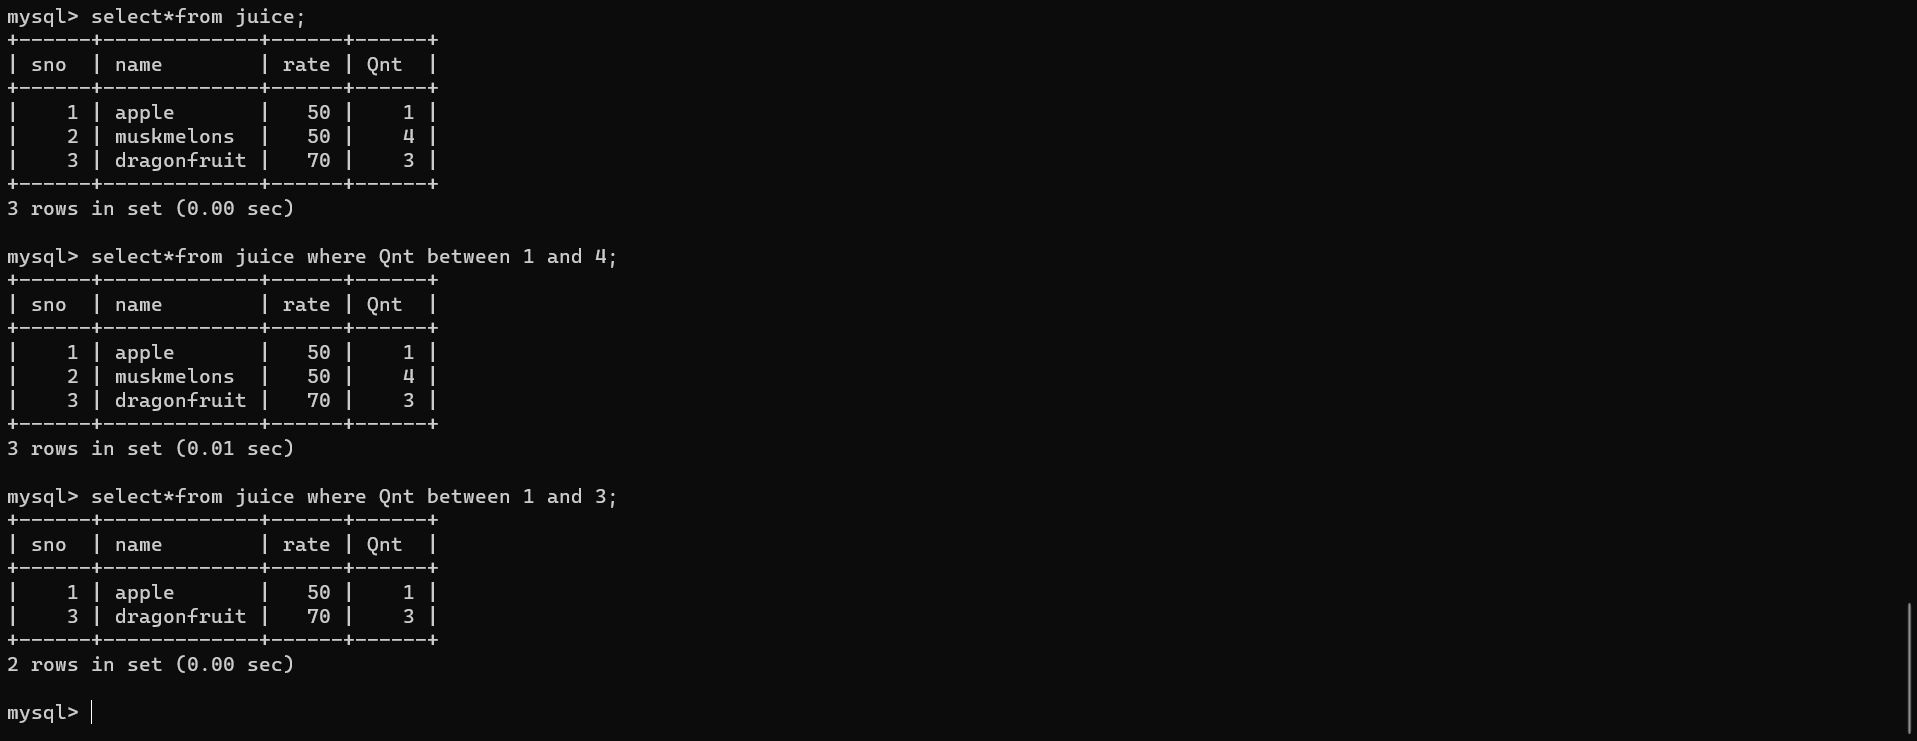 mysql> select*from juice;
+------+-------------+------+------+
| sno  | name        | rate | Qnt  |
+------+-------------+------+------+
|    1 | apple       |   50 |    1 |
|    2 | muskmelons  |   50 |    4 |
|    3 | dragonfruit |   70 |    3 |
+------+-------------+------+------+
3 rows in set (0.00 sec)

mysql> select*from juice where Qnt between 1 and 4;
+------+-------------+------+------+
| sno  | name        | rate | Qnt  |
+------+-------------+------+------+
|    1 | apple       |   50 |    1 |
|    2 | muskmelons  |   50 |    4 |
|    3 | dragonfruit |   70 |    3 |
+------+-------------+------+------+
3 rows in set (0.01 sec)

mysql> select*from juice where Qnt between 1 and 3;
+------+-------------+------+------+
| sno  | name        | rate | Qnt  |
+------+-------------+------+------+
|    1 | apple       |   50 |    1 |
|    3 | dragonfruit |   70 |    3 |
+------+-------------+------+------+
2 rows in set (0.00 sec)

mysql>